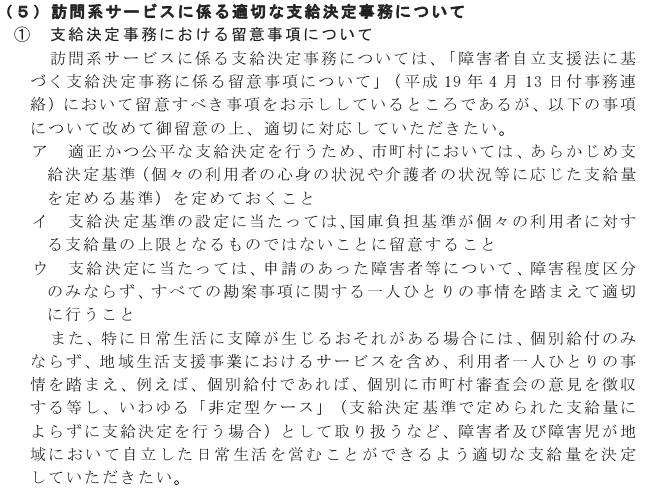 （５）訪問系サービスに係る適切な支給決定事務について
① 支給決定事務における留意事項について
訪問系サービスに係る支給決定事務については、「障害者自立支援法に基
づく支給決定事務に係る留意事項について」（平成 19 年 4 月 13 日付事務連
絡）において留意すべき事項をお示ししているところであるが、以下の事項
について改めて御留意の上、適切に対応していただきたい。
ア 適正かつ公平な支給決定を行うため、市町村においては、あらかじめ支
給決定基準（個々の利用者の心身の状況や介護者の状況等に応じた支給量
を定める基準）を定めておくこと
イ 支給決定基準の設定に当たっては、国庫負担基準が個々の利用者に対す
る支給量の上限となるものではないことに留意すること
ウ 支給決定に当たっては、申請のあった障害者等について、障害程度区分
のみならず、すべての勘案事項に関する一人ひとりの事情を踏まえて適切
に行うこと
また、特に日常生活に支障が生じるおそれがある場合には、個別給付のみ
ならず、地域生活支援事業におけるサービスを含め、利用者一人ひとりの事
情を踏まえ、例えば、個別給付であれば、個別に市町村審査会の意見を徴収
する等し、いわゆる「非定型ケース」（支給決定基準で定められた支給量に
よらずに支給決定を行う場合）として取り扱うなど、障害者及び障害児が地
域において自立した日常生活を営むことができるよう適切な支給量を決定
していただきたい。